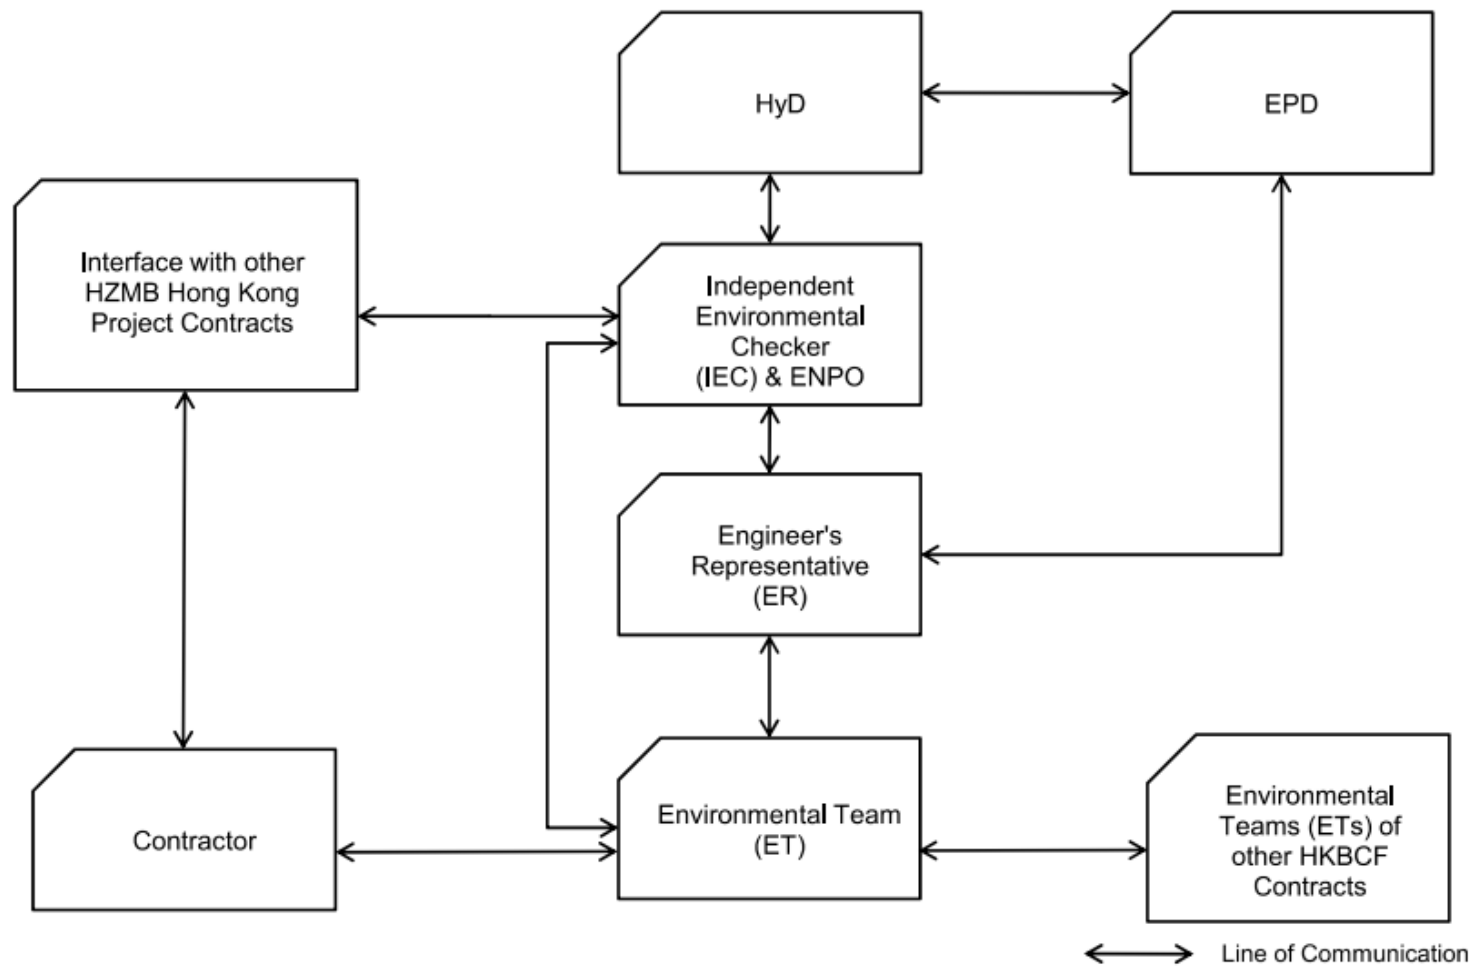 HyD
EPD
Interface with other
HZMB Hong Kong
Project Contracts
Independent
Environmental
Checker
(IEC) & ENPO
Engineer's
Representative
(ER)
Contractor
Environmental Team
(ET)
Environmental
Teams (ETs) of
other HKBCF
Contracts
Line of Communication